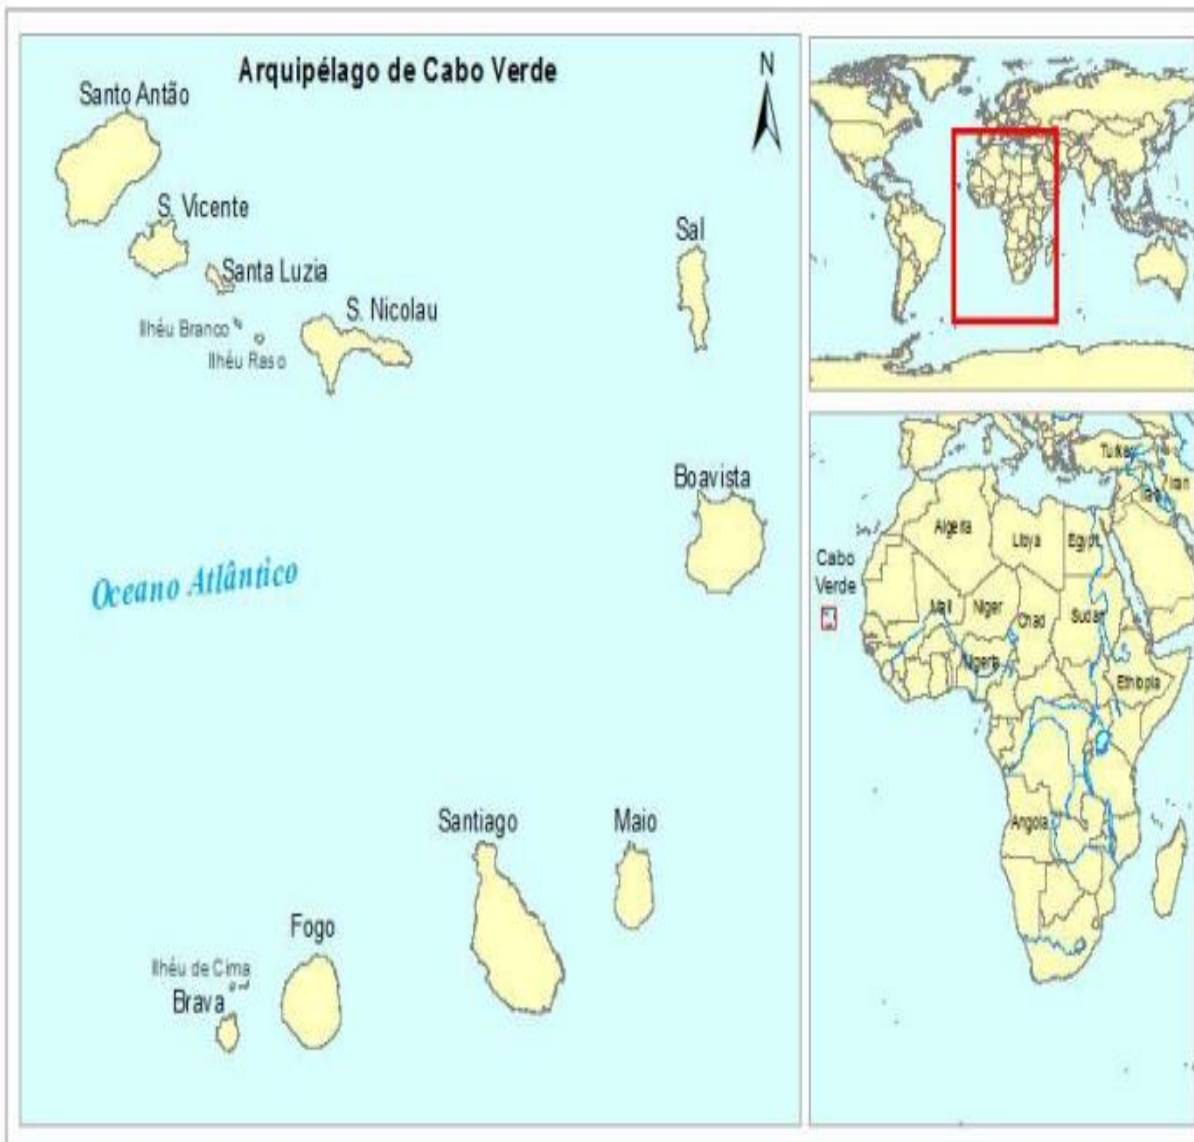 Arquipélago de Cabo Verde
N
Santo Antão
S. Vicente
Sal
Santa Luzia
S. Nicolau
Ilhéu Branco
Ilhéu Raso
Boavista
Oceano Atlântico
Santiago
Maio
Fogo
Ilhéu de Cima
Brava
Turkey
Iran
Iraq
Algeria
Libya
Egypt
Cabo
Verde
Mali
Niger
Chad
Sudan
Nigeria
Ethiopia
Angola